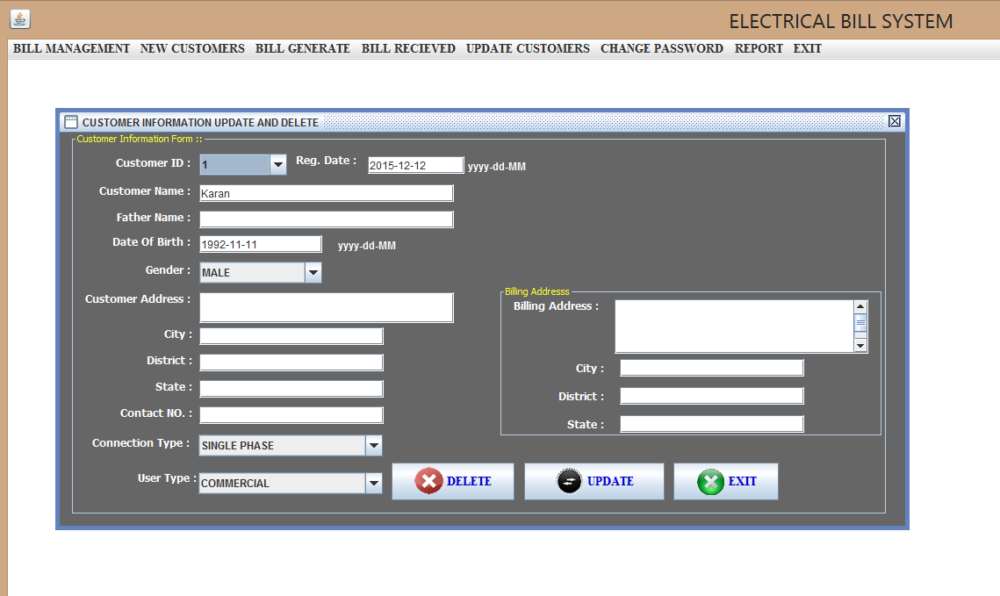 ELECTRICAL BILL SYSTEM
BILL MANAGEMENT NEW CUSTOMERS BILL GENERATE BILL RECIEVED UPDATE CUSTOMERS CHANGE PASSWORD REPORT EXIT
CUSTOMER INFORMATION UPDATE AND DELETE
Customer Information Form ::
Customer ID : 1 Reg. Date : 2015-12-12 yyyy-dd-MM
Customer Name : Karan
Father Name :
Date Of Birth : 1992-11-11 yyyy-dd-MM
Gender : MALE
Customer Address :
City :
District :
State :
Contact NO. :
Connection Type : SINGLE PHASE
User Type : COMMERCIAL
Billing Addresss
Billing Address :
City :
District :
State :
DELETE UPDATE EXIT